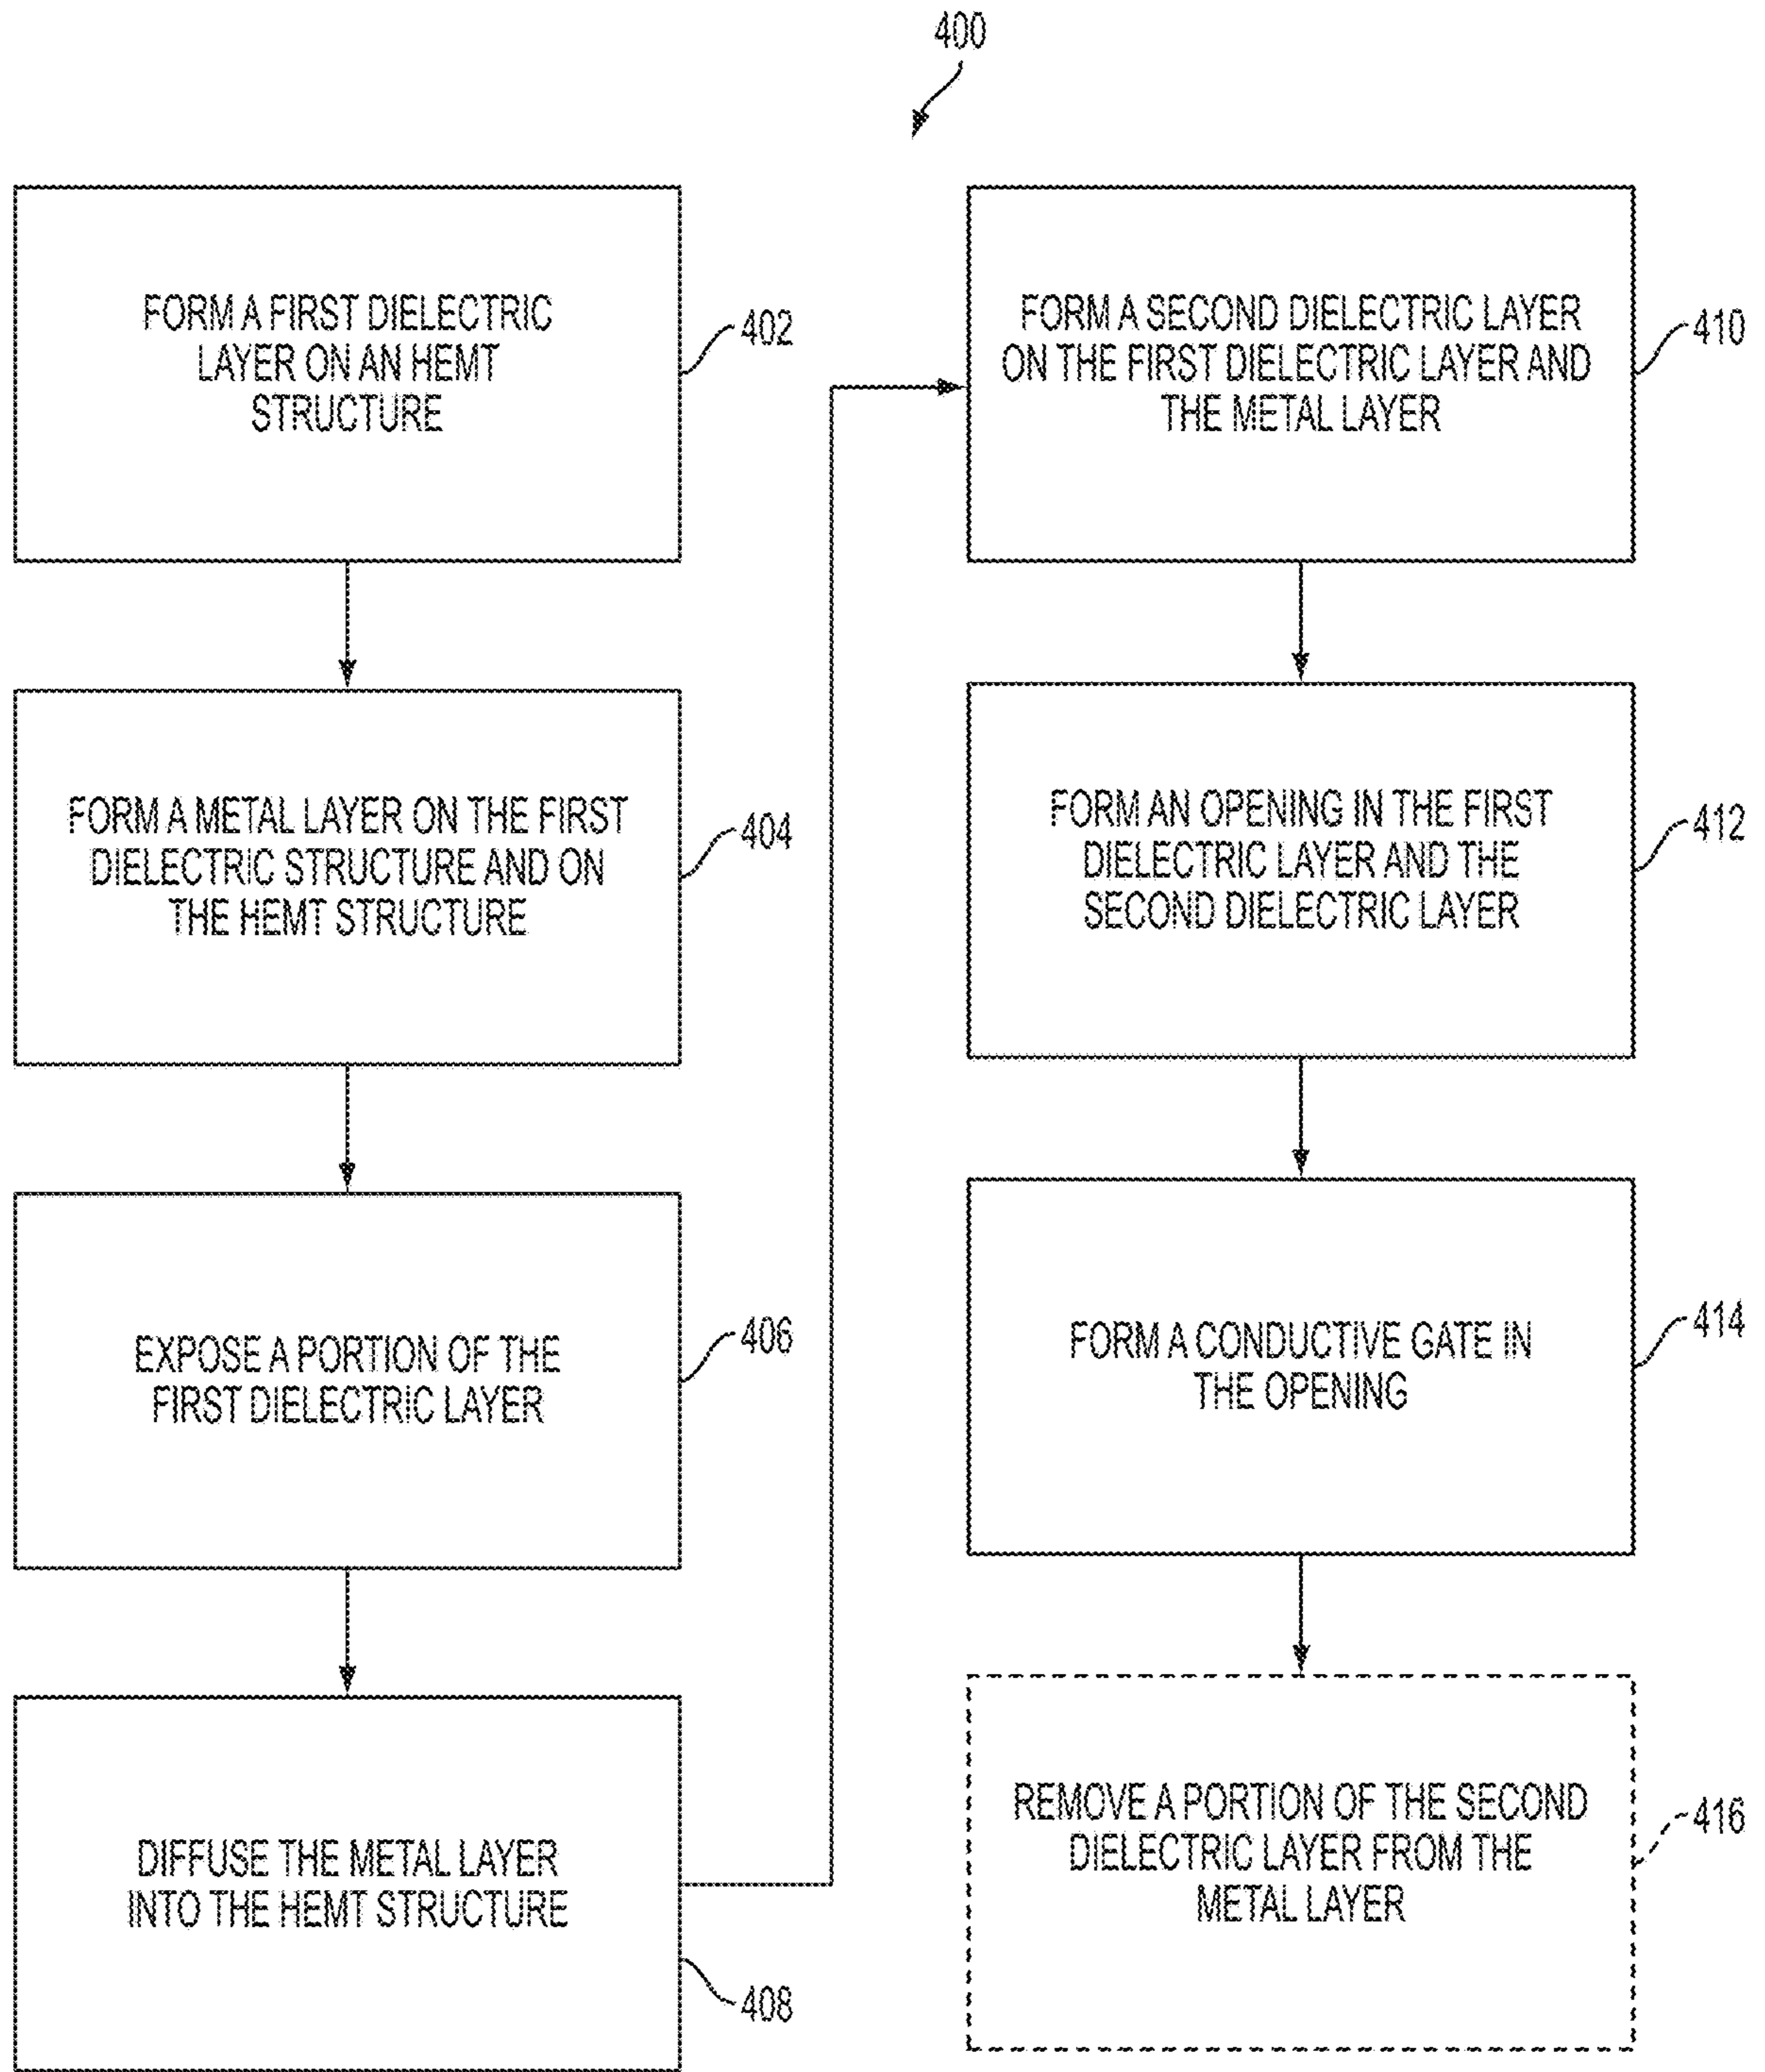 400
FORM A FIRST DIELECTRIC
LAYER ON AN HEMT
STRUCTURE
402
FORM A METAL LAYER ON THE FIRST
DIELECTRIC STRUCTURE AND ON
THE HEMT STRUCTURE
404
EXPOSE A PORTION OF THE
FIRST DIELECTRIC LAYER
406
DIFFUSE THE METAL LAYER
INTO THE HEMT STRUCTURE
408
FORM A SECOND DIELECTRIC LAYER
ON THE FIRST DIELECTRIC LAYER AND
THE METAL LAYER
410
FORM AN OPENING IN THE FIRST
DIELECTRIC LAYER AND THE
SECOND DIELECTRIC LAYER
412
FORM A CONDUCTIVE GATE IN
THE OPENING
414
REMOVE A PORTION OF THE SECOND
DIELECTRIC LAYER FROM THE
METAL LAYER
416